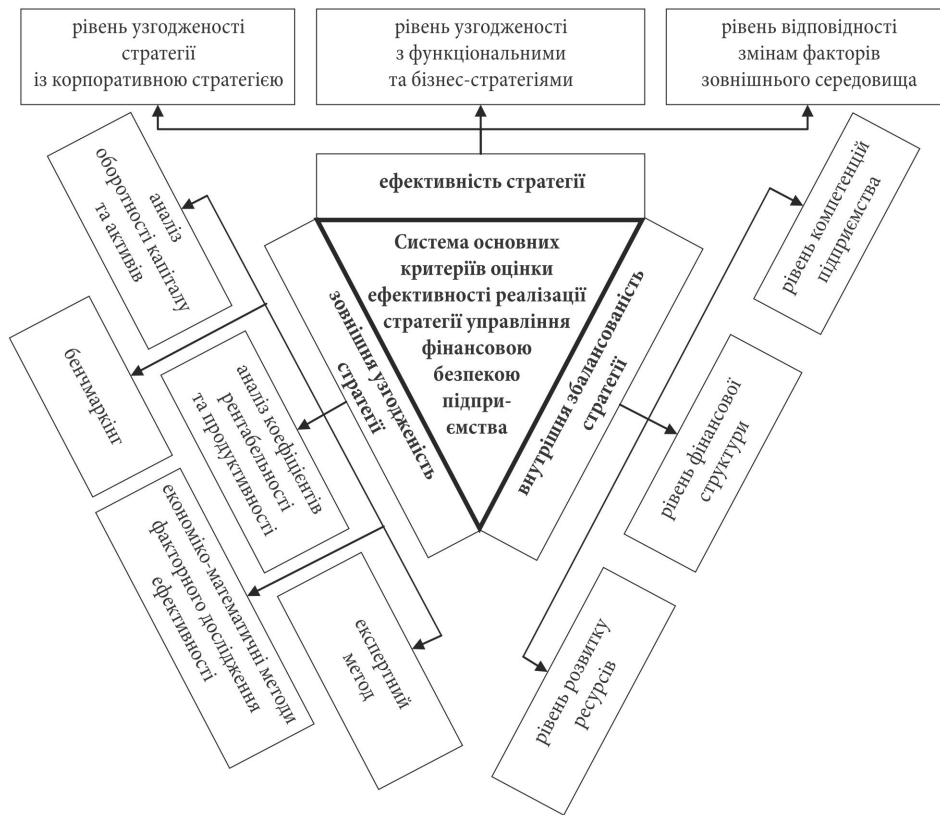 рівень узгодженості
стратегії
із корпоративною стратегією
рівень узгодженості
з функціональними
та бізнес-стратегіями
рівень відповідності
змінам факторів
зовнішнього середовища
ефективність стратегії
Система основних
критеріїв оцінки
ефективності реалізації
стратегії управління
фінансовою
безпекою
підпри-
ємства
зовнішня узгодженість
стратегії
внутрішня збалансованість
стратегії
аналіз
оборотності капіталу
та активів
бенчмаркінг
аналіз коефіцієнтів
рентабельності
та продуктивності
економіко-математичні методи
факторного дослідження
ефективності
експертний
метод
рівень компетенцій
підприємства
рівень фінансової
структури
рівень розвитку
ресурсів